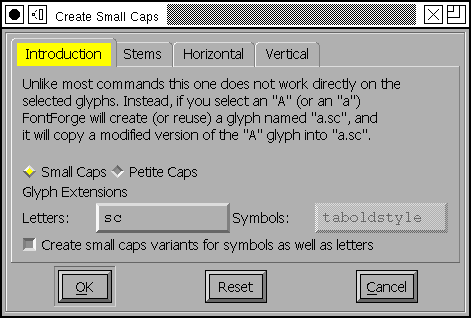 Create Small Caps
Introduction Stems Horizontal Vertical
Unlike most commands this one does not work directly on the
selected glyphs. Instead, if you select an "A" (or an "a")
FontForge will create (or reuse) a glyph named "a.sc", and
it will copy a modified version of the "A" glyph into "a.sc".
Small Caps Petite Caps
Glyph Extensions
Letters: sc Symbols: taboldstyle
Create small caps variants for symbols as well as letters
OK Reset Cancel